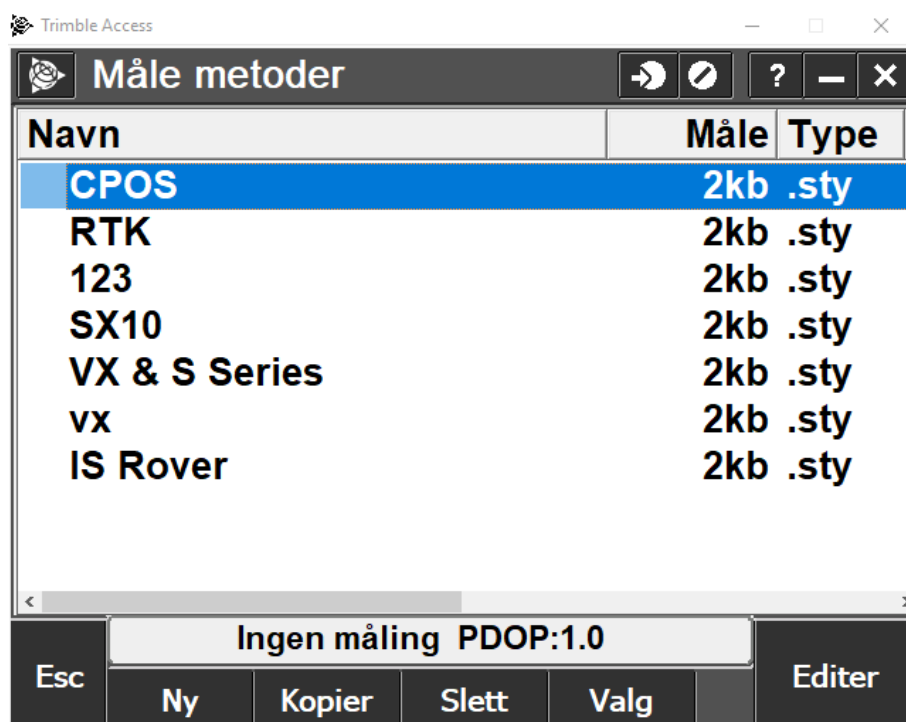 Trimble Access
Måle metoder
?
Navn Måle Type
CPOS 2kb .sty
RTK 2kb .sty
123 2kb .sty
SX10 2kb .sty
VX & S Series 2kb .sty
vx 2kb .sty
IS Rover 2kb .sty
Ingen måling PDOP:1.0
Esc Ny Kopier Slett Valg Editer